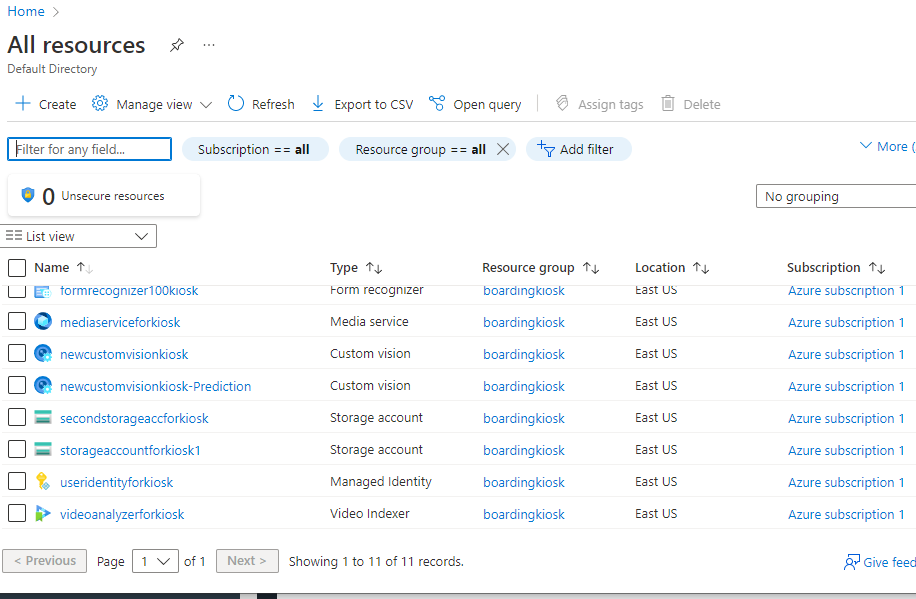 Home >
All resources ...
Default Directory
Create Manage view Refresh Export to CSV Open query Assign tags Delete
Filter for any field... Subscription == all Resource group == all Add filter More (
0 Unsecure resources
No grouping
List view
Name Type Resource group Location Subscription
formrecognizer100kiosk Form recognizer boardingkiosk East US Azure subscription 1
mediaserviceforkiosk Media service boardingkiosk East US Azure subscription 1
newcustomvisionkiosk Custom vision boardingkiosk East US Azure subscription 1
newcustomvisionkiosk-Prediction Custom vision boardingkiosk East US Azure subscription 1
secondstorageaccforkiosk Storage account boardingkiosk East US Azure subscription 1
storageaccountforkiosk1 Storage account boardingkiosk East US Azure subscription 1
useridentityforkiosk Managed Identity boardingkiosk East US Azure subscription 1
videoanalyzerforkiosk Video Indexer boardingkiosk East US Azure subscription 1
< Previous Page 1 of 1 Next > Showing 1 to 11 of 11 records. Give feed